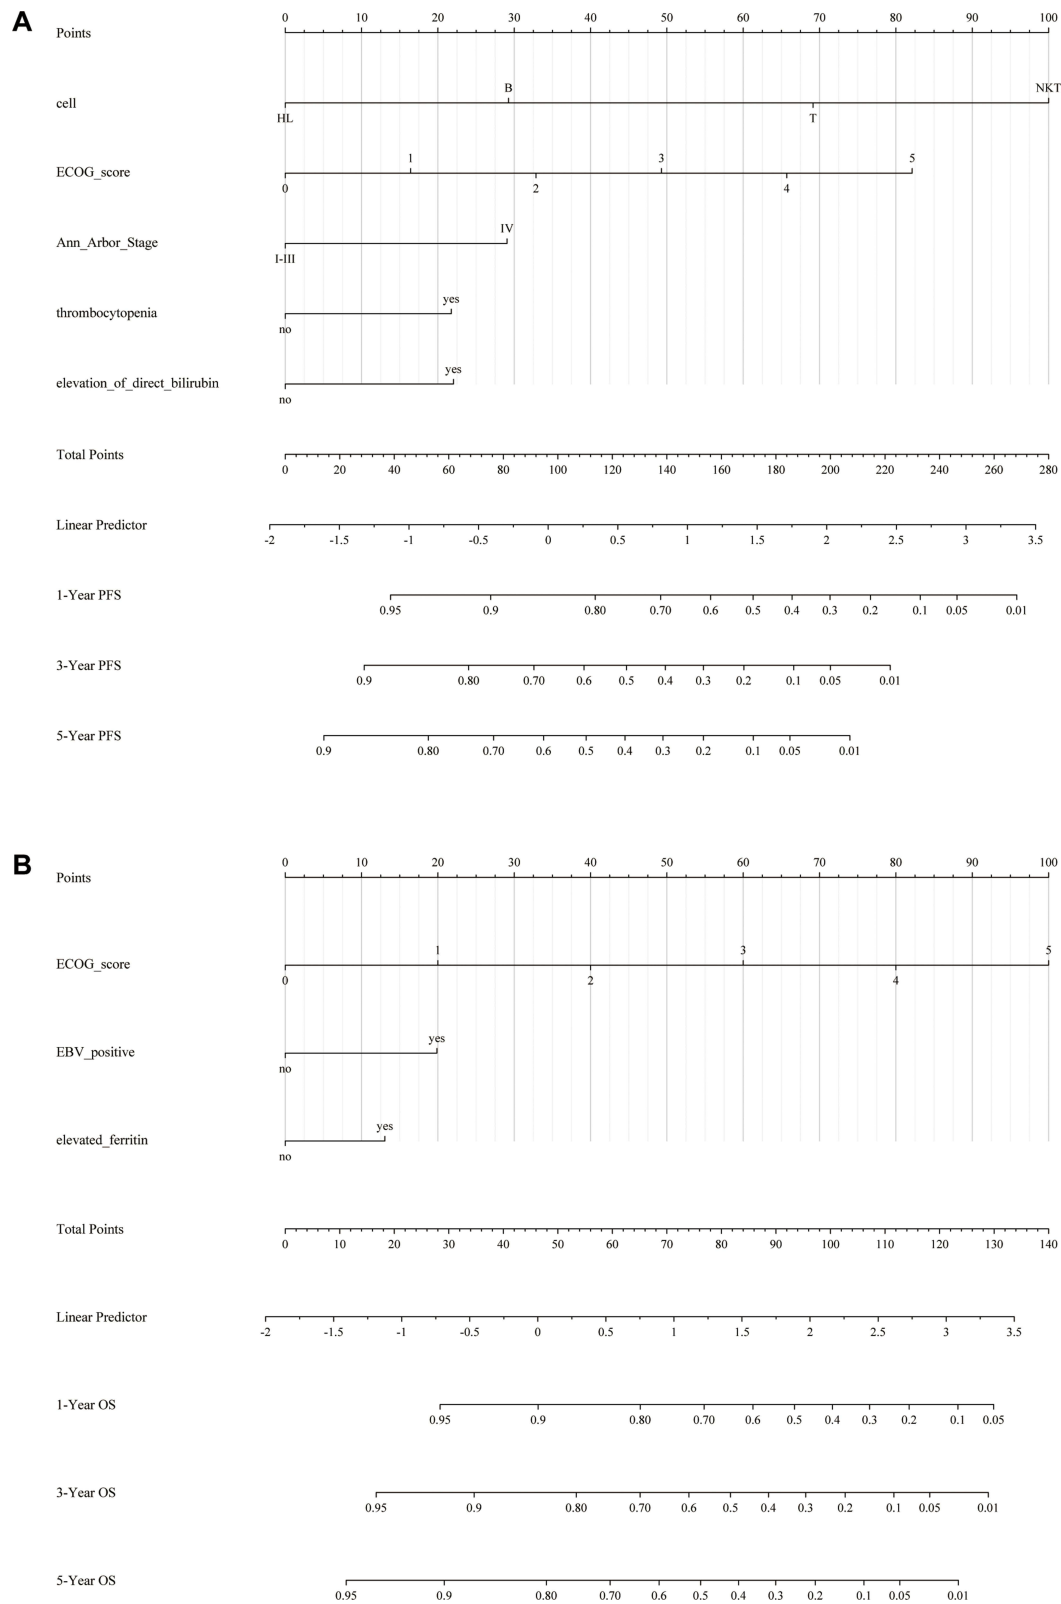 A
0 10 20 30 40 50 60 70 80 90 100
Points
B NKT
cell
HL T
1 3 5
ECOG_score
0 2 4
IV
Ann_Arbor_Stage
I-III
yes
thrombocytopenia
no
yes
elevation_of_direct_bilirubin
no
Total Points
0 20 40 60 80 100 120 140 160 180 200 220 240 260 280
Linear Predictor
-2 -1.5 -1 -0.5 0 0.5 1 1.5 2 2.5 3 3.5
1-Year PFS
0.95 0.9 0.80 0.70 0.6 0.5 0.4 0.3 0.2 0.1 0.05 0.01
3-Year PFS
0.9 0.80 0.70 0.6 0.5 0.4 0.3 0.2 0.1 0.05 0.01
5-Year PFS
0.9 0.80 0.70 0.6 0.5 0.4 0.3 0.2 0.1 0.05 0.01
B
0 10 20 30 40 50 60 70 80 90 100
Points
1 3 5
ECOG_score
0 2 4
yes
EBV_positive
no
yes
elevated_ferritin
no
Total Points
0 10 20 30 40 50 60 70 80 90 100 110 120 130 140
Linear Predictor
-2 -1.5 -1 -0.5 0 0.5 1 1.5 2 2.5 3 3.5
1-Year OS
0.95 0.9 0.80 0.70 0.6 0.5 0.4 0.3 0.2 0.1 0.05
3-Year OS
0.95 0.9 0.80 0.70 0.6 0.5 0.4 0.3 0.2 0.1 0.05 0.01
5-Year OS
0.95 0.9 0.80 0.70 0.6 0.5 0.4 0.3 0.2 0.1 0.05 0.01